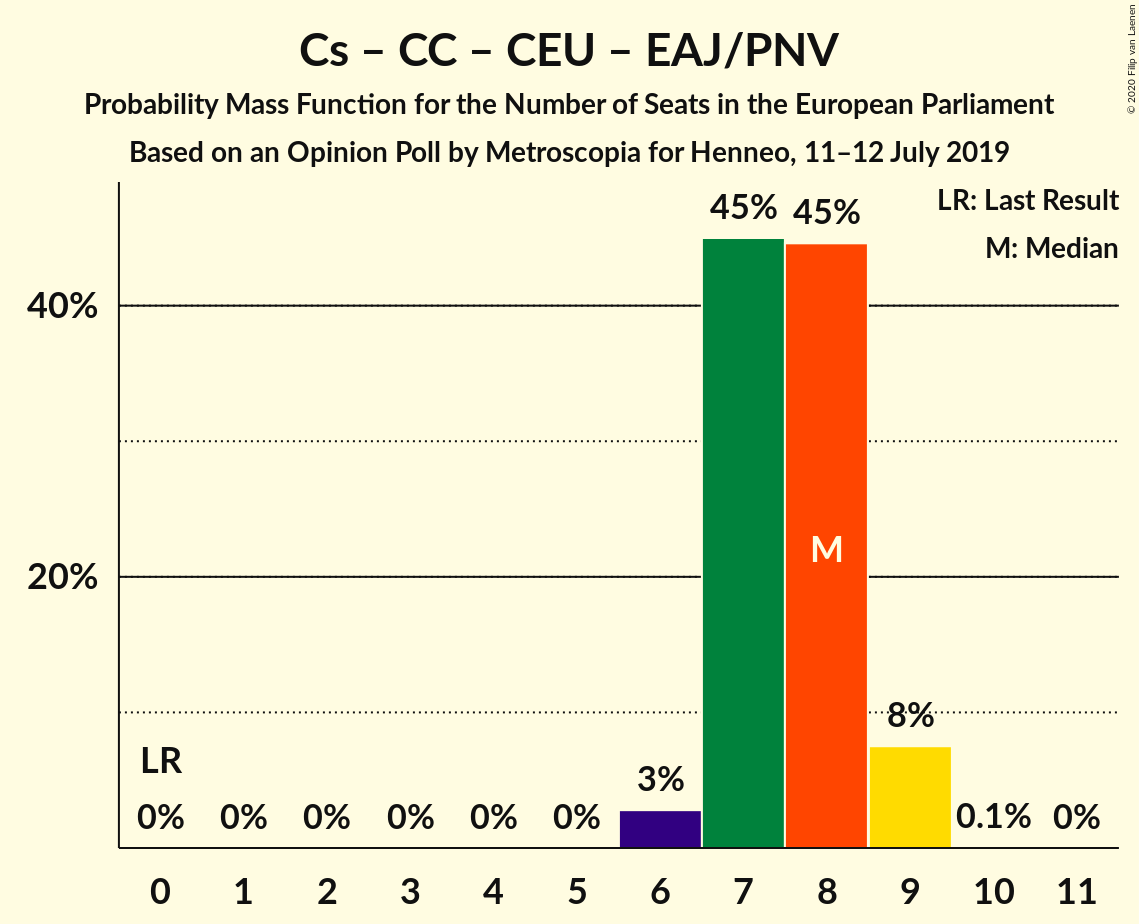 Cs – CC – CEU – EAJ/PNV
Probability Mass Function for the Number of Seats in the European Parliament
Based on an Opinion Poll by Metroscopia for Henneo, 11–12 July 2019
© 2020 Filip van Laenen
LR: Last Result
M: Median
45% 45%
40%
M
20%
8%
LR
3%
0% 0% 0% 0% 0% 0% 0.1% 0%
0 1 2 3 4 5 6 7 8 9 10 11